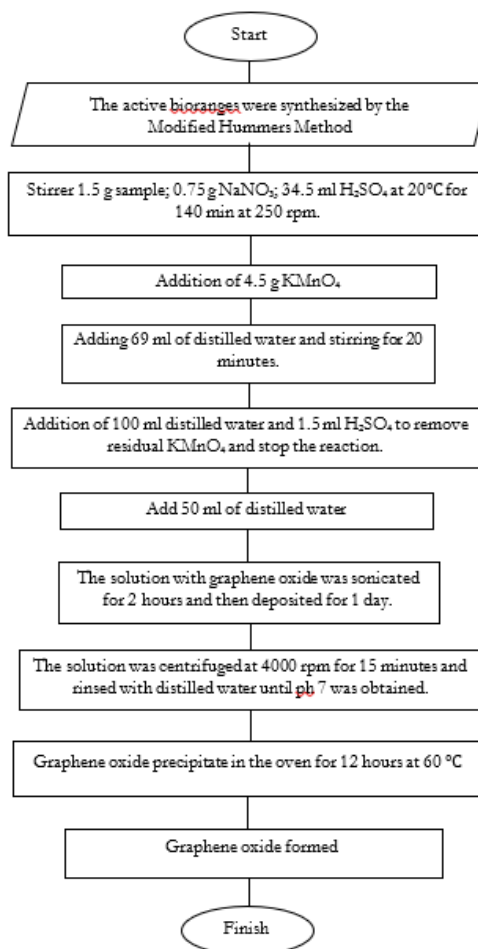 Start
The active bioranges were synthesized by the
Modified Hummers Method
Stirrer 1.5 g sample; 0.75 g NaNO₃; 34.5 ml H₂SO₄ at 20°C for
140 min at 250 rpm.
Addition of 4.5 g KMnO₄
Adding 69 ml of distilled water and stirring for 20
minutes.
Addition of 100 ml distilled water and 1.5 ml H₂SO₄ to remove
residual KMnO₄ and stop the reaction.
Add 50 ml of distilled water
The solution with graphene oxide was sonicated
for 2 hours and then deposited for 1 day.
The solution was centrifuged at 4000 rpm for 15 minutes and
rinsed with distilled water until ph 7 was obtained.
Graphene oxide precipitate in the oven for 12 hours at 60 °C
Graphene oxide formed
Finish